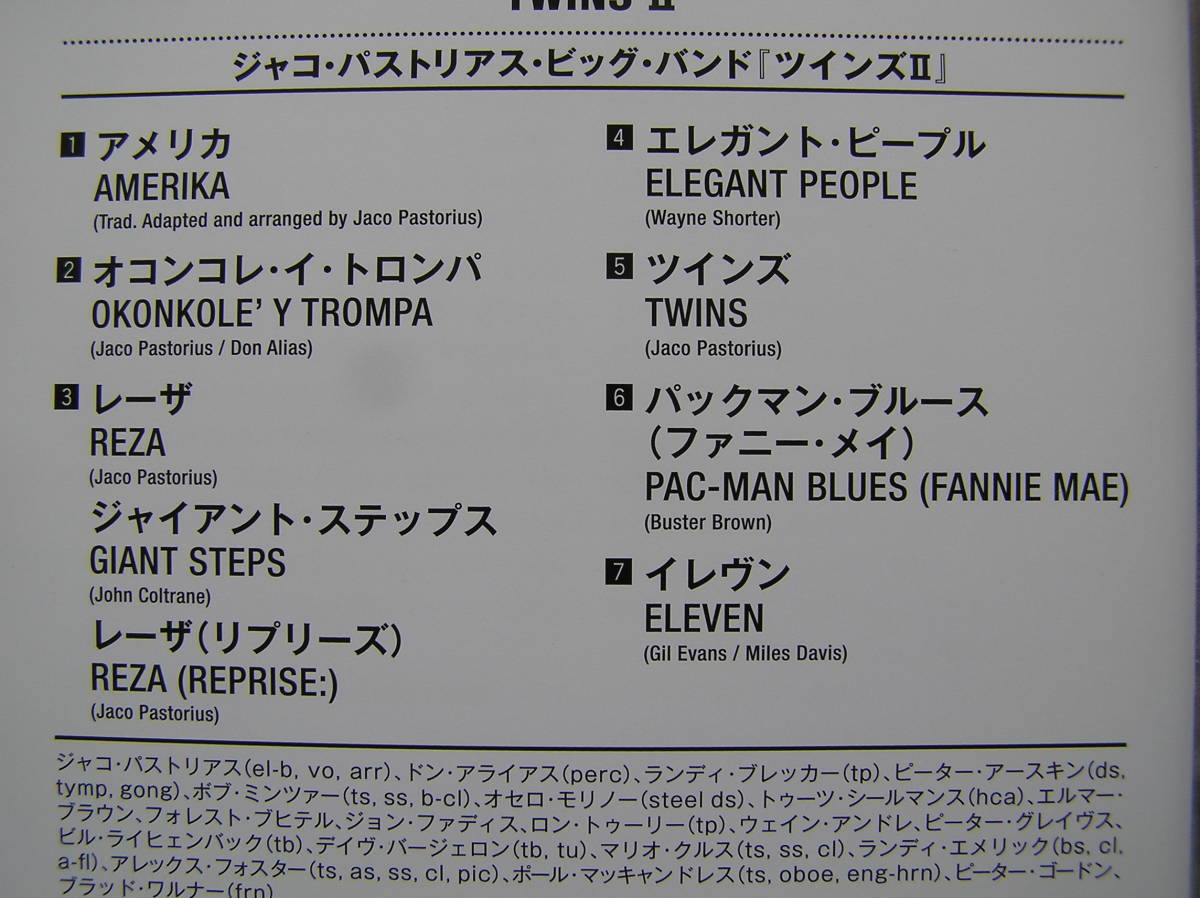 TWINS II
ジャコ・パストリアス・ビッグ・バンド『ツインズⅡ』
1 アメリカ
AMERIKA
(Trad. Adapted and arranged by Jaco Pastorius)
2 オコンコレ・イ・トロンパ
OKONKOLE' Y TROMPA
(Jaco Pastorius / Don Alias)
3 レーザ
REZA
(Jaco Pastorius)
ジャイアント・ステップス
GIANT STEPS
(John Coltrane)
レーザ(リプリーズ)
REZA (REPRISE:)
(Jaco Pastorius)
4 エレガント・ピープル
ELEGANT PEOPLE
(Wayne Shorter)
5 ツインズ
TWINS
(Jaco Pastorius)
6 パックマン・ブルース
(ファニー・メイ)
PAC-MAN BLUES (FANNIE MAE)
(Buster Brown)
7 イレヴン
ELEVEN
(Gil Evans / Miles Davis)
ジャコ・パストリアス(el-b, vo, arr)、ドン・アライアス(perc)、ランディ・ブレッカー(tp)、ピーター・アースキン(ds,
tymp, gong)、ボブ・ミンツァー(ts, ss, b-cl)、オセロ・モリノー(steel ds)、トゥーツ・シールマンス(hca)、エルマー・
ブラウン、フォレスト・ブヒテル、ジョン・ファディス、ロン・トゥーリー(tp)、ウェイン・アンドレ、ピーター・グレイヴス、
ビル・ライヒェンバック(tb)、デイヴ・バージェロン(tb, tu)、マリオ・クルス(ts, ss, cl)、ランディ・エメリック(bs, cl,
a-fl)、アレックス・フォスター(ts, as, ss, cl, pic)、ポール・マッキャンドレス(ts, oboe, eng-hrn)、ピーター・ゴードン、
ブラッド・ワルナー(frn)